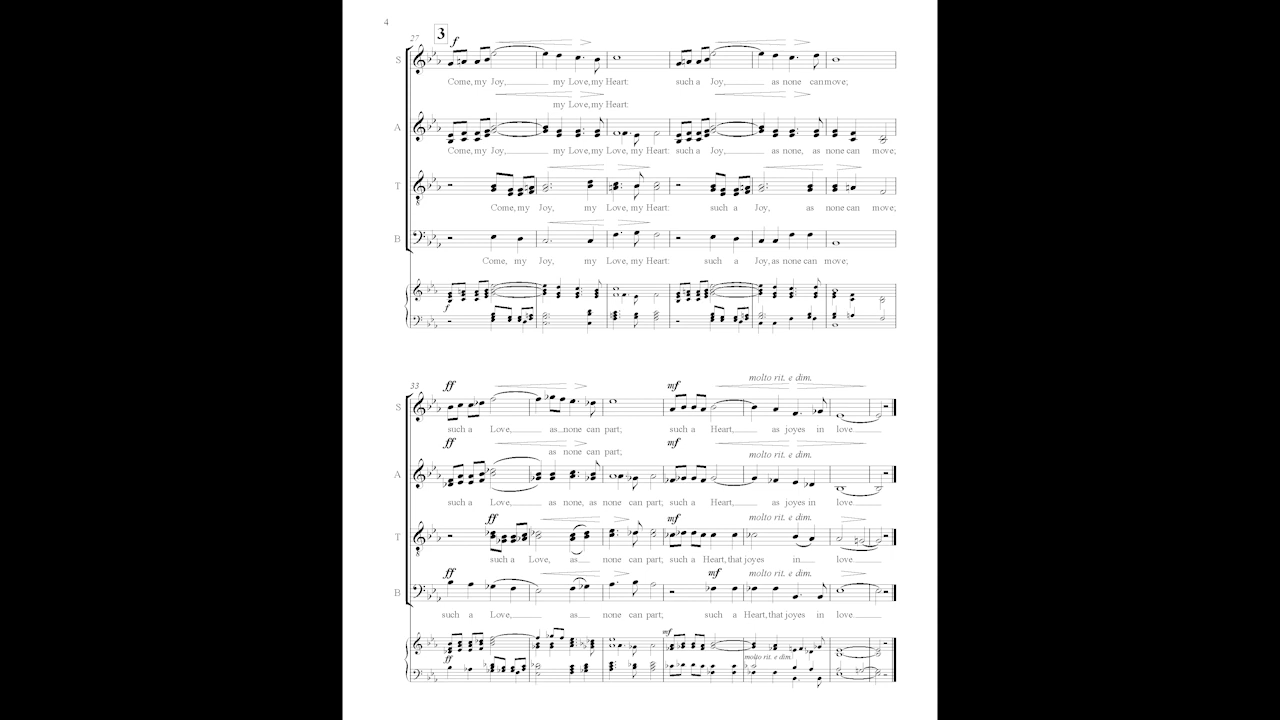 4
3
27
f
S
Come, my Joy, my Love, my Heart: such a Joy, as none can move;
my Love, my Heart:
A
Come, my Joy, my Love, my Love, my Heart: such a Joy, as none, as none can move;
T
Come, my Joy, my Love, my Heart: such a Joy, as none can move;
B
Come, my Joy, my Love, my Heart: such a Joy, as none can move;
f
molto rit. e dim.
33
ff mf
S
such a Love, as none can part; such a Heart, as joyes in love.
ff mf
as none can part; molto rit. e dim.
A
such a Love, as none, as none can part; such a Heart, as joyes in love.
ff mf molto rit. e dim.
T
such a Love, as none can part; such a Heart, that joyes in love.
ff mf molto rit. e dim.
B
such a Love, as none can part; such a Heart, that joyes in love.
mf
ff molto rit. e dim.